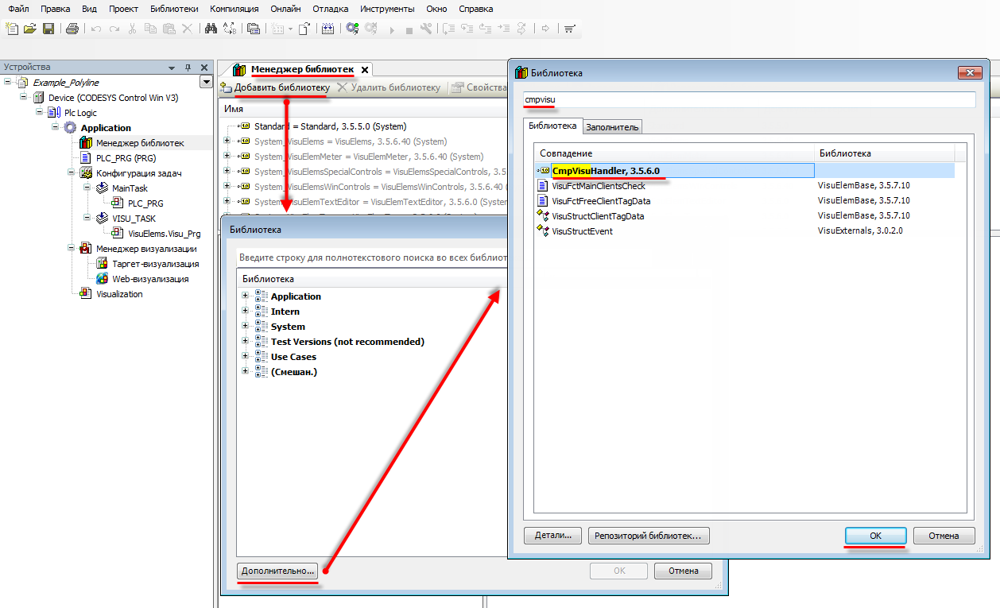 Файл Правка Вид Проект Библиотеки Компиляция Онлайн Отладка Инструменты Окно Справка
Устройства
Example_Polyline
Device (CODESYS Control Win V3)
Plc Logic
Application
Менеджер библиотек
PLC_PRG (PRG)
Конфигурация задач
MainTask
PLC_PRG
VISU_TASK
VisuElems.Visu_Prg
Менеджер визуализации
Таргет-визуализация
Web-визуализация
Visualization
Менеджер библиотек
Добавить библиотеку Удалить библиотеку Свойства
Имя
Standard = Standard, 3.5.5.0 (System)
System_VisuElems = VisuElems, 3.5.6.40 (System)
System_VisuElemMeter = VisuElemMeter, 3.5.6.40 (System)
System_VisuElemsSpecialControls = VisuElemsSpecialControls, 3.5
System_VisuElemsWinControls = VisuElemsWinControls, 3.5.6.40 (
System_VisuElemTextEditor = VisuElemTextEditor, 3.5.6.0 (System
Библиотека
Введите строку для полнотекстового поиска во всех библиот
Библиотека
Application
Intern
System
Test Versions (not recommended)
Use Cases
(Смешан.)
Дополнительно... OK Отмена
Библиотека
cmpvisu
Библиотека Заполнитель
Совпадение Библиотека
CmpVisuHandler, 3.5.6.0
VisuFctMainClientsCheck VisuElemBase, 3.5.7.10
VisuFctFreeClientTagData VisuElemBase, 3.5.7.10
VisuStructClientTagData VisuElemBase, 3.5.7.10
VisuStructEvent VisuExternals, 3.0.2.0
Детали... Репозиторий библиотек... OK Отмена